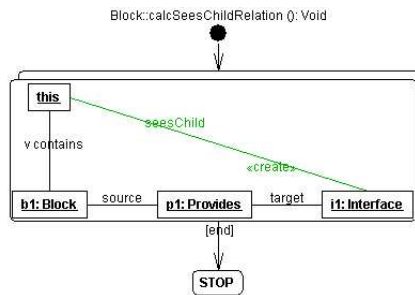 Block::calcSeesChildRelation (): Void
this
seesChild
v contains
«create»
b1: Block
source
p1: Provides
target
i1: Interface
[end]
STOP